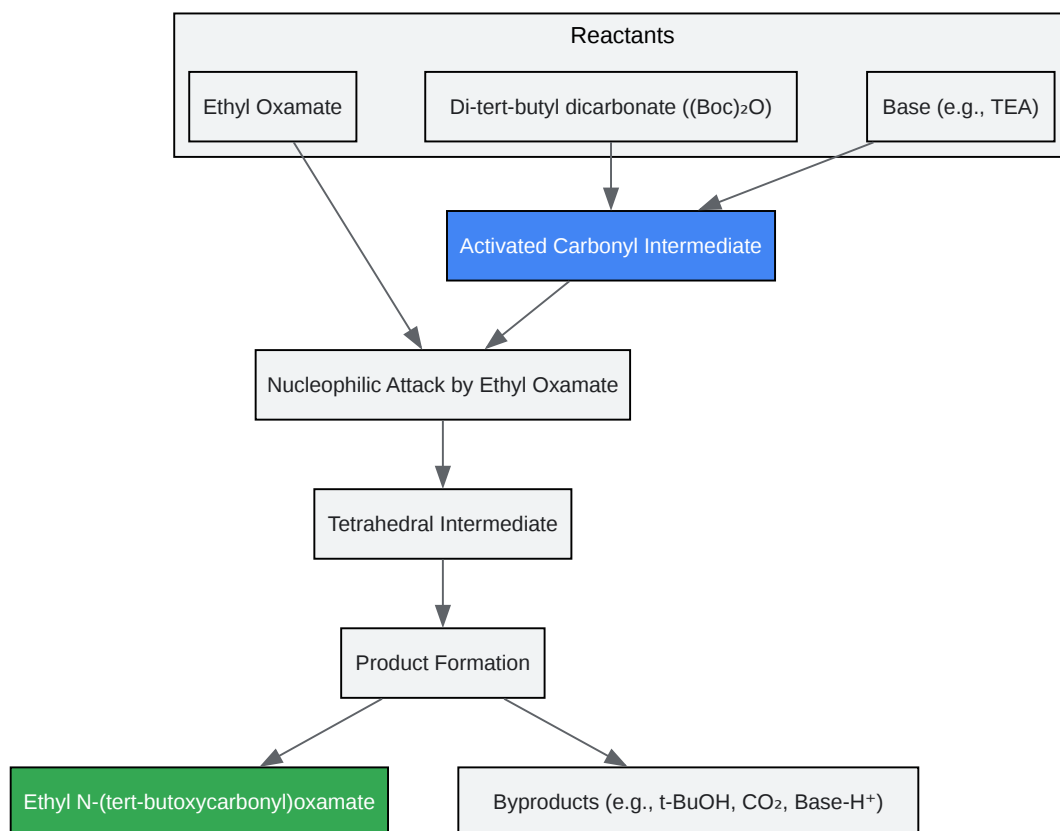 Reactants
Ethyl Oxamate
Di-tert-butyl dicarbonate ((Boc)₂O)
Base (e.g., TEA)
Activated Carbonyl Intermediate
Nucleophilic Attack by Ethyl Oxamate
Tetrahedral Intermediate
Product Formation
Ethyl N-(tert-butoxycarbonyl)oxamate
Byproducts (e.g., t-BuOH, CO₂, Base-H⁺)